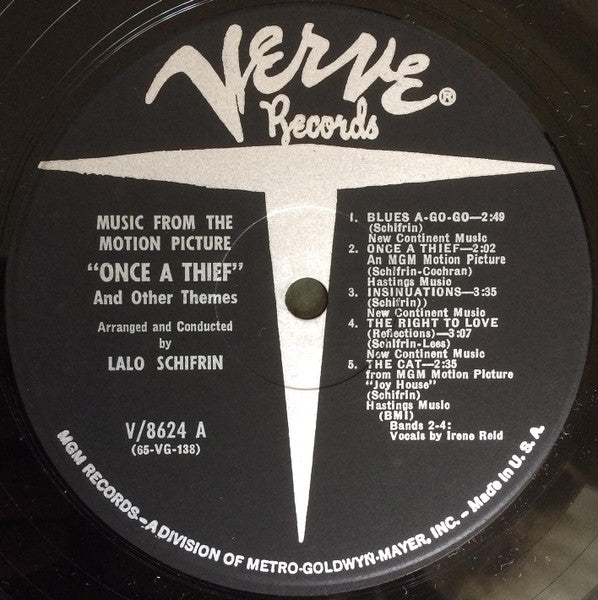 Verve®
Records
MUSIC FROM THE
MOTION PICTURE
"ONCE A THIEF"
And Other Themes
Arranged and Conducted
by
LALO SCHIFRIN
V/8624 A
(65-VG-138)
1. BLUES A-GO-GO—2:49
(Schifrin)
New Continent Music
2. ONCE A THIEF—2:02
An MGM Motion Picture
(Schifrin-Cochran)
Hastings Music
3. INSINUATIONS—3:35
(Schifrin))
New Continent Music
4. THE RIGHT TO LOVE
(Reflections)—3:07
(Schifrin-Lees)
New Continent Music
5. THE CAT—2:35
from MGM Motion Picture
"Joy House"
(Schifrin)
Hastings Music
(BMI)
Bands 2-4:
Vocals by Irene Reid
MGM RECORDS—A DIVISION OF METRO-GOLDWYN-MAYER, INC. – Made in U. S. A.